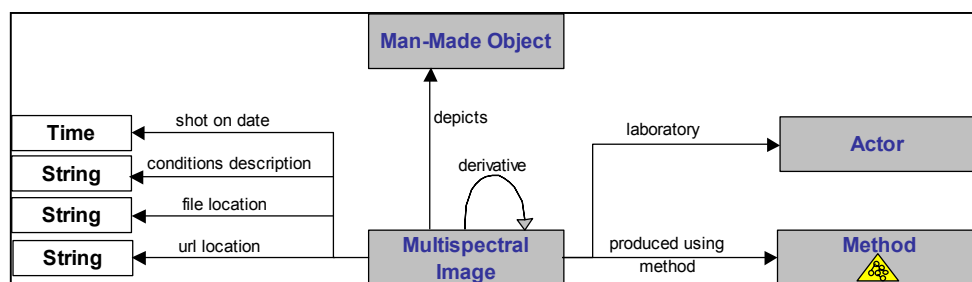 Man-Made Object
depicts
Time
shot on date
laboratory
Actor
String
conditions description
derivative
String
file location
String
url location
Multispectral
Image
produced using
method
Method